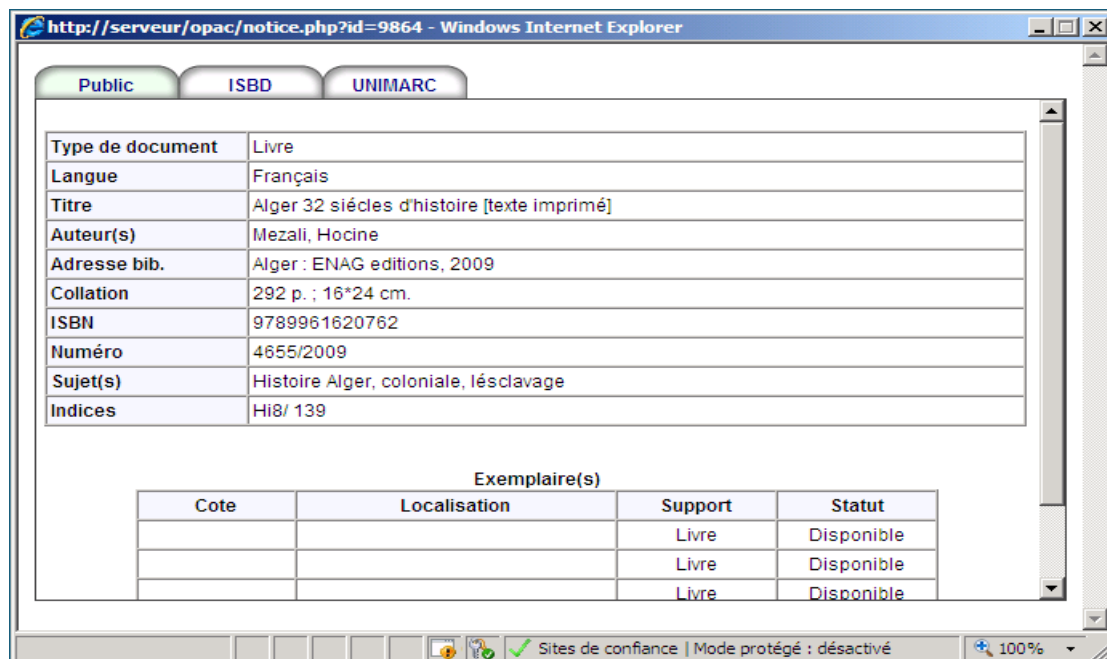 http://serveur/opac/notice.php?id=9864 - Windows Internet Explorer
Public ISBD UNIMARC
Type de document Livre
Langue Français
Titre Alger 32 siécles d'histoire [texte imprimé]
Auteur(s) Mezali, Hocine
Adresse bib. Alger : ENAG editions, 2009
Collation 292 p. ; 16*24 cm.
ISBN 9789961620762
Numéro 4655/2009
Sujet(s) Histoire Alger, coloniale, lésclavage
Indices Hi8/ 139
Exemplaire(s)
Cote Localisation Support Statut
Livre Disponible
Livre Disponible
Livre Disponible
Sites de confiance | Mode protégé : désactivé 100%